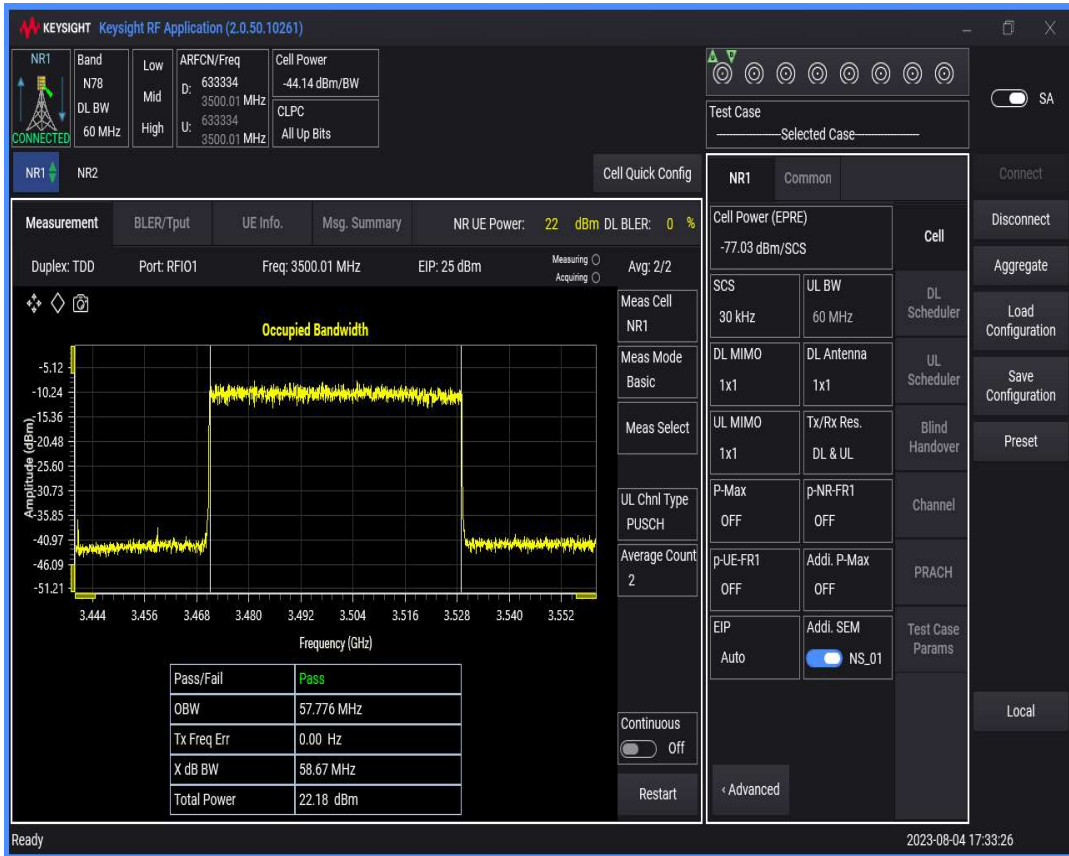 KEYSIGHT Keysight RF Application (2.0.50.10261)
NR1
CONNECTED
Band
N78
DL BW
60 MHz
Low
Mid
High
ARFCN/Freq
D: 633334
3500.01 MHz
U: 633334
3500.01 MHz
Cell Power
-44.14 dBm/BW
CLPC
All Up Bits
Test Case
Selected Case
SA
NR1 NR2
Cell Quick Config
NR1 Common
Connect
Disconnect
Aggregate
Load
Configuration
Save
Configuration
Preset
Local
Measurement BLER/Tput UE Info. Msg. Summary NR UE Power: 22 dBm DL BLER: 0 %
Duplex: TDD Port: RFIO1 Freq: 3500.01 MHz EIP: 25 dBm Measuring Avg: 2/2
Acquiring
Occupied Bandwidth
Amplitude (dBm)
-5.12
-10.24
-15.36
-20.48
-25.60
-30.73
-35.85
-40.97
-46.09
-51.21
3.444 3.456 3.468 3.480 3.492 3.504 3.516 3.528 3.540 3.552
Frequency (GHz)
Pass/Fail Pass
OBW 57.776 MHz
Tx Freq Err 0.00 Hz
X dB BW 58.67 MHz
Total Power 22.18 dBm
Meas Cell
NR1
Meas Mode
Basic
Meas Select
UL Chnl Type
PUSCH
Average Count
2
Continuous
Off
Restart
Cell Power (EPRE)
-77.03 dBm/SCS
SCS UL BW
30 kHz 60 MHz
DL MIMO DL Antenna
1x1 1x1
UL MIMO Tx/Rx Res.
1x1 DL & UL
P-Max p-NR-FR1
OFF OFF
p-UE-FR1 Addi. P-Max
OFF OFF
EIP Addi. SEM
Auto NS_01
‹ Advanced
Cell
DL
Scheduler
UL
Scheduler
Blind
Handover
Channel
PRACH
Test Case
Params
Ready 2023-08-04 17:33:26